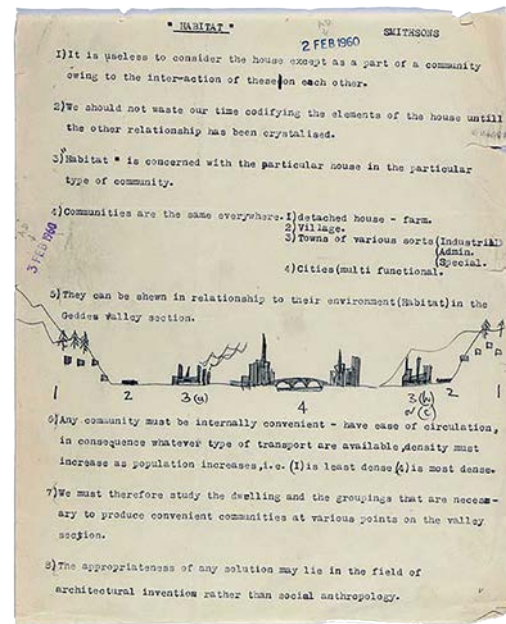 " HABITAT "
2 FEB 1960
SMITHSONS
1)It is useless to consider the house except as a part of a community
owing to the inter-action of these on each other.
2)We should not waste our time codifying the elements of the house untill
the other relationship has been crystalised.
3)"Habitat " is concerned with the particular house in the particular
type of community.
4)Communities are the same everywhere. 1)detached house - farm.
2)Village.
3)Towns of various sorts(Industrial
(Admin.
(Special.
4)Cities(multi functional.
3 FEB 1960
5)They can be shewn in relationship to their environment(Habitat)in the
Geddes valley section.
1 2 3(a) 4 3(b) or (c) 2 1
6)Any community must be internally convenient - have ease of circulation,
in consequence whatever type of transport are available,density must
increase as population increases,i.e. (1)is least dense(4)is most dense.
7)We must therefore study the dwelling and the groupings that are necess-
ary to produce convenient communities at various points on the valley
section.
8)The appropriateness of any solution may lie in the field of
architectural invention rather than social anthropology.